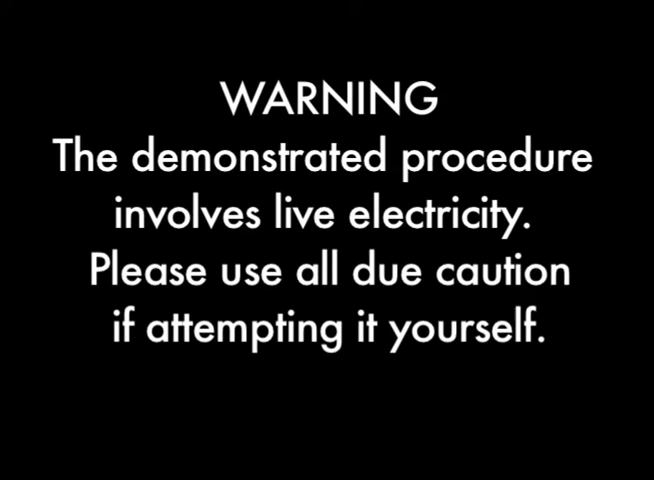 WARNING
The demonstrated procedure
involves live electricity.
Please use all due caution
if attempting it yourself.